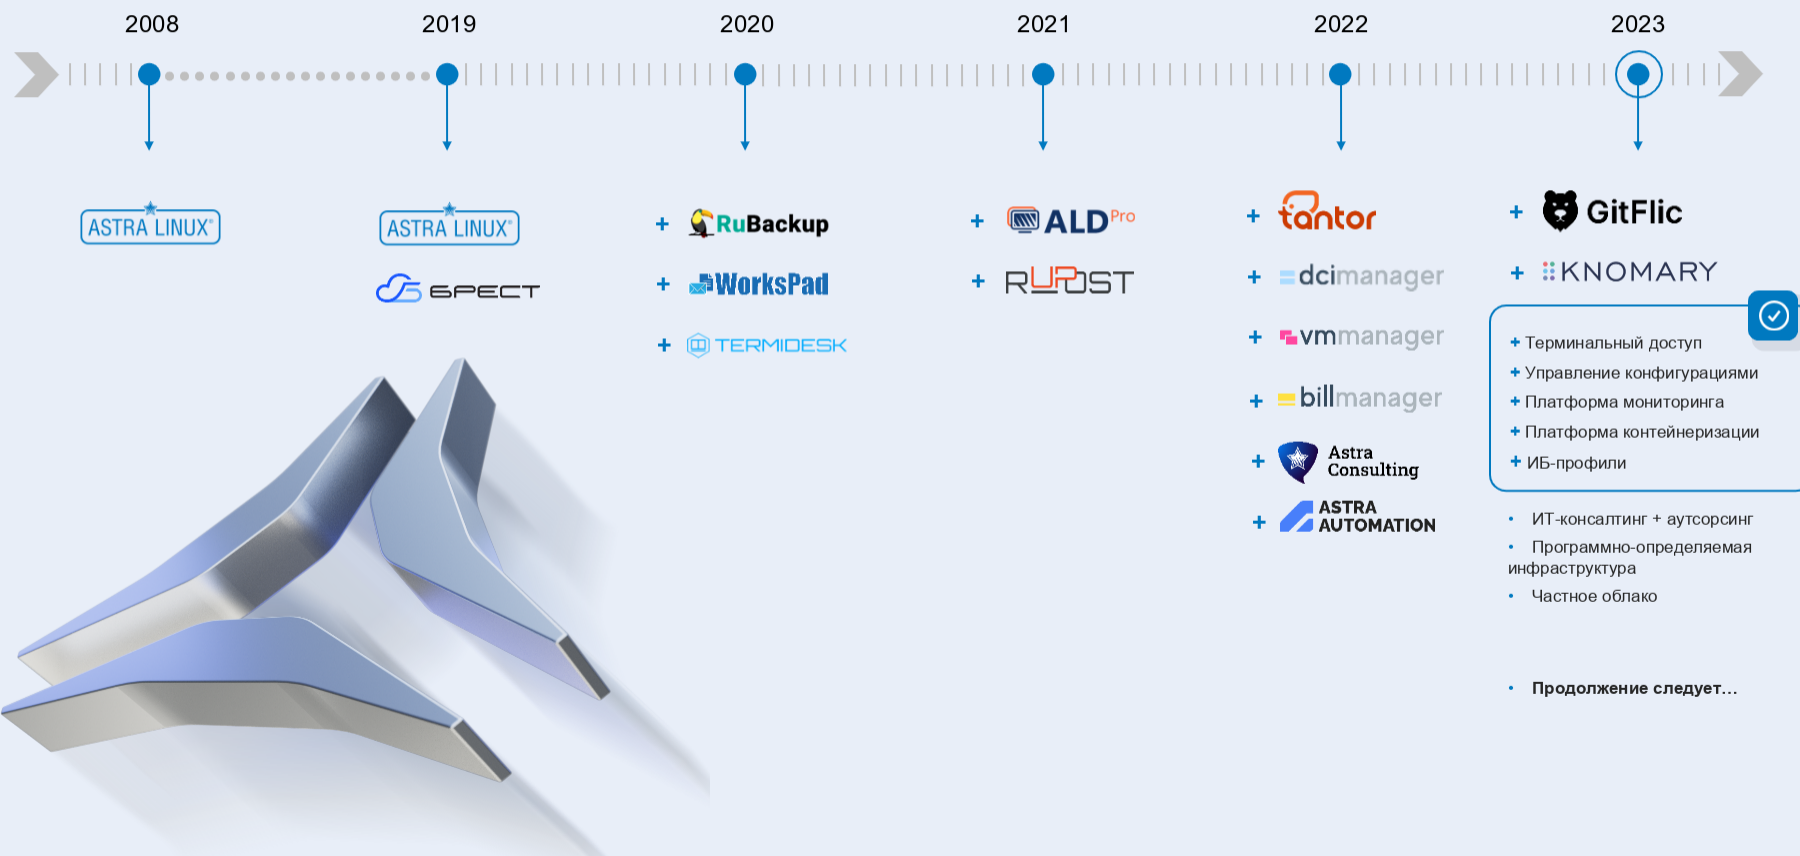 2008
2019
2020
2021
2022
2023
ASTRA LINUX®
ASTRA LINUX®
БРЕСТ
+ RuBackup
+ WorksPad
+ TERMIDESK
+ ALD Pro
+ RUPOST
+ tantor
+ dcimanager
+ vmmanager
+ billmanager
+ Astra
Consulting
+ ASTRA
AUTOMATION
+ GitFlic
+ KNOMARY
+ Терминальный доступ
+ Управление конфигурациями
+ Платформа мониторинга
+ Платформа контейнеризации
+ ИБ-профили
• ИТ-консалтинг + аутсорсинг
• Программно-определяемая
инфраструктура
• Частное облако
• Продолжение следует...